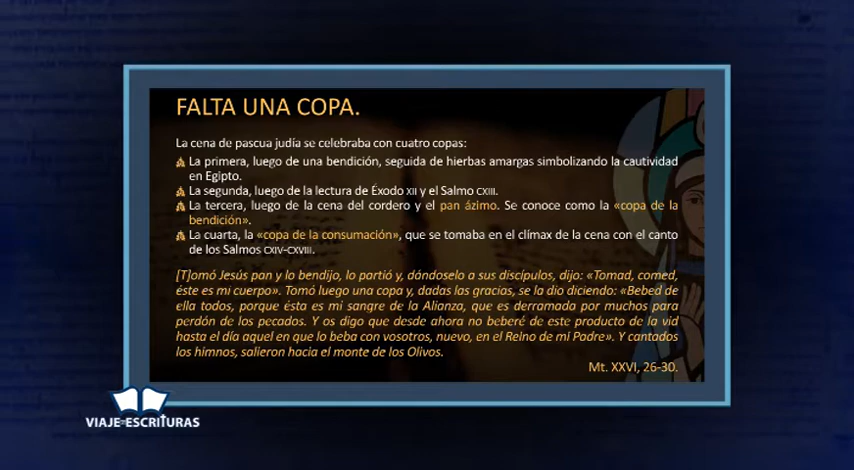 FALTA UNA COPA.
La cena de pascua judía se celebraba con cuatro copas:
La primera, luego de una bendición, seguida de hierbas amargas simbolizando la cautividad
en Egipto.
La segunda, luego de la lectura de Éxodo XII y el Salmo CXIII.
La tercera, luego de la cena del cordero y el pan ázimo. Se conoce como la «copa de la
bendición».
La cuarta, la «copa de la consumación», que se tomaba en el clímax de la cena con el canto
de los Salmos CXIV-CXVIII.
[T]omó Jesús pan y lo bendijo, lo partió y, dándoselo a sus discípulos, dijo: «Tomad, comed,
éste es mi cuerpo». Tomó luego una copa y, dadas las gracias, se la dio diciendo: «Bebed de
ella todos, porque ésta es mi sangre de la Alianza, que es derramada por muchos para
perdón de los pecados. Y os digo que desde ahora no beberé de este producto de la vid
hasta el día aquel en que lo beba con vosotros, nuevo, en el Reino de mi Padre». Y cantados
los himnos, salieron hacia el monte de los Olivos.
Mt. XXVI, 26-30.
VIAJE ESCRITURAS